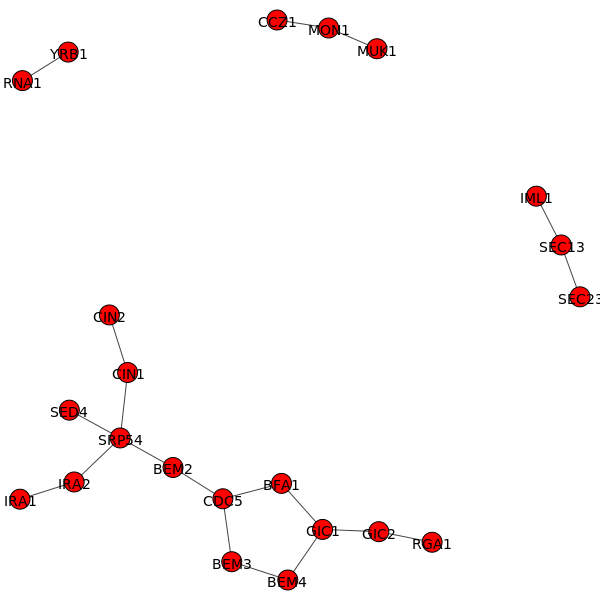 CCZ1
MON1
MUK1
YRB1
RNA1
IML1
SEC13
SEC23
CIN2
CIN1
SED4
SRP54
BEM2
IRA2
IRA1
CDC5
BFA1
GIC1
GIC2
RGA1
BEM3
BEM4